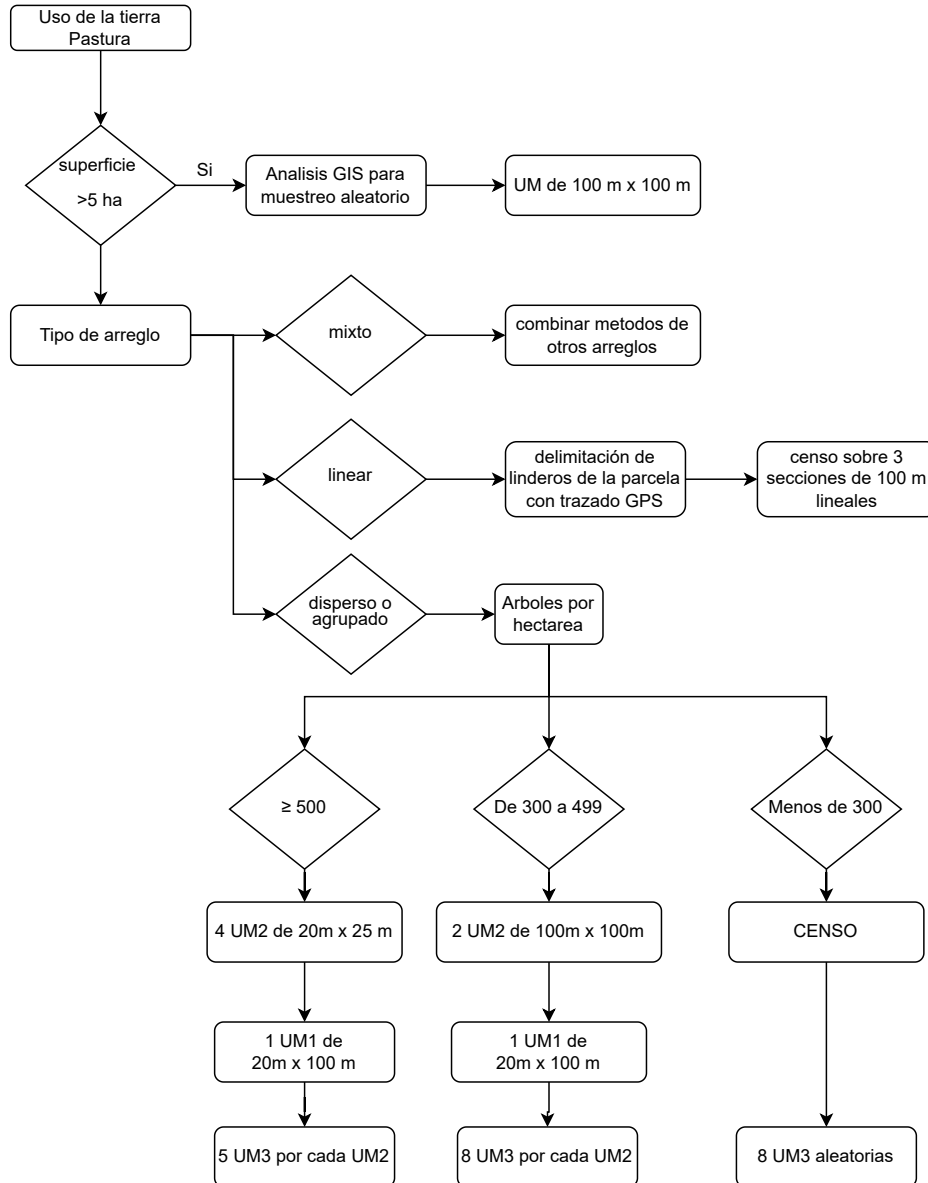 Uso de la tierra
Pastura
superficie
>5 ha
Si
Analisis GIS para
muestreo aleatorio
UM de 100 m x 100 m
Tipo de arreglo
mixto
combinar metodos de
otros arreglos
linear
delimitación de
linderos de la parcela
con trazado GPS
censo sobre 3
secciones de 100 m
lineales
disperso o
agrupado
Arboles por
hectarea
≥ 500
De 300 a 499
Menos de 300
4 UM2 de 20m x 25 m
2 UM2 de 100m x 100m
CENSO
1 UM1 de
20m x 100 m
1 UM1 de
20m x 100 m
5 UM3 por cada UM2
8 UM3 por cada UM2
8 UM3 aleatorias